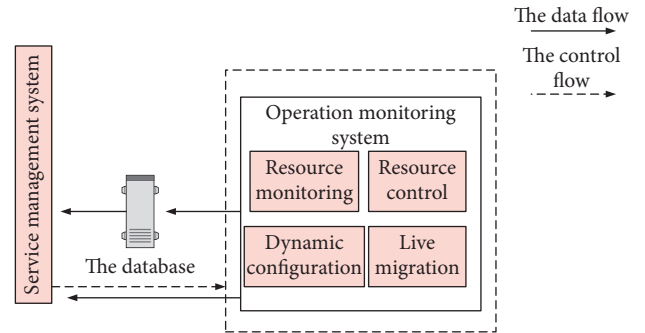 The data flow
The control
flow
Service management system
Operation monitoring
system
Resource
monitoring
Resource
control
Dynamic
configuration
Live
migration
The database